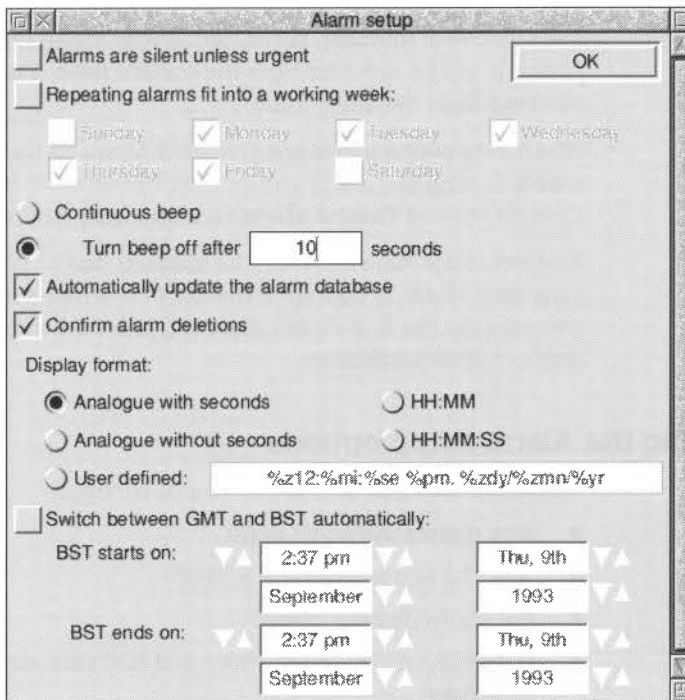 Alarm setup
Alarms are silent unless urgent
OK
Repeating alarms fit into a working week:
Sunday Monday Tuesday Wednesday
Thursday Friday Saturday
Continuous beep
Turn beep off after 10 seconds
Automatically update the alarm database
Confirm alarm deletions
Display format:
Analogue with seconds HH:MM
Analogue without seconds HH:MM:SS
User defined: %z12:%mi:%se %pm. %zdy/%zmn/%yr
Switch between GMT and BST automatically:
BST starts on: 2:37 pm Thu, 9th
September 1993
BST ends on: 2:37 pm Thu, 9th
September 1993